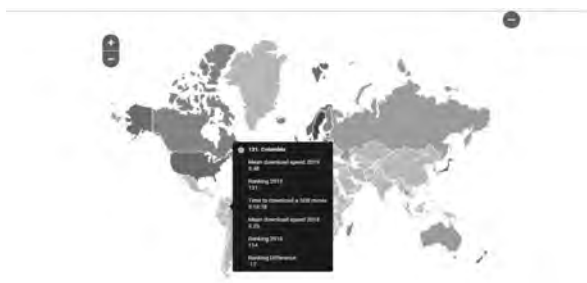 +
−
−
131. Colombia
Mean download speed 2019
Ranking 2019
131
Time to download a 5GB movie
Mean download speed 2018
Ranking 2018
114
Ranking Difference